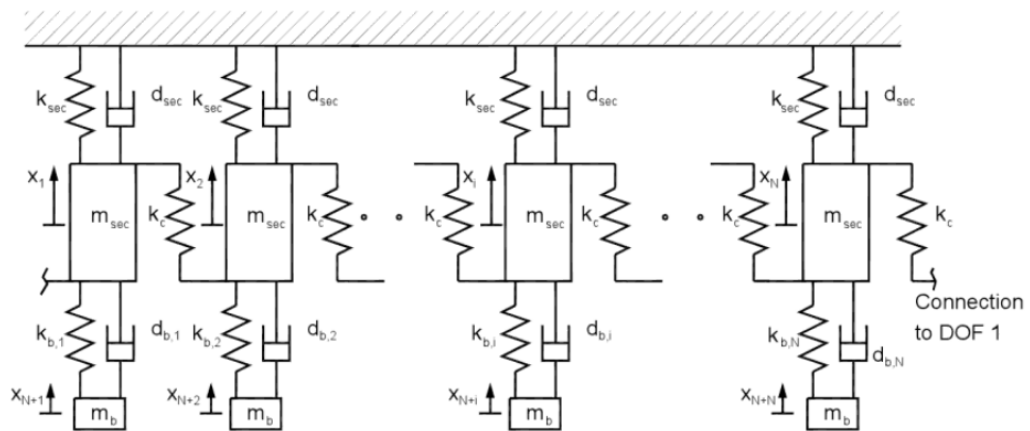 k_sec d_sec k_sec d_sec k_sec d_sec k_sec d_sec
x_1 x_2 x_i x_N
m_sec k_c m_sec k_c k_c m_sec k_c k_c m_sec k_c
Connection
to DOF 1
k_b,1 d_b,1 k_b,2 d_b,2 k_b,i d_b,i k_b,N d_b,N
x_N+1 m_b x_N+2 m_b x_N+i m_b x_N+N m_b